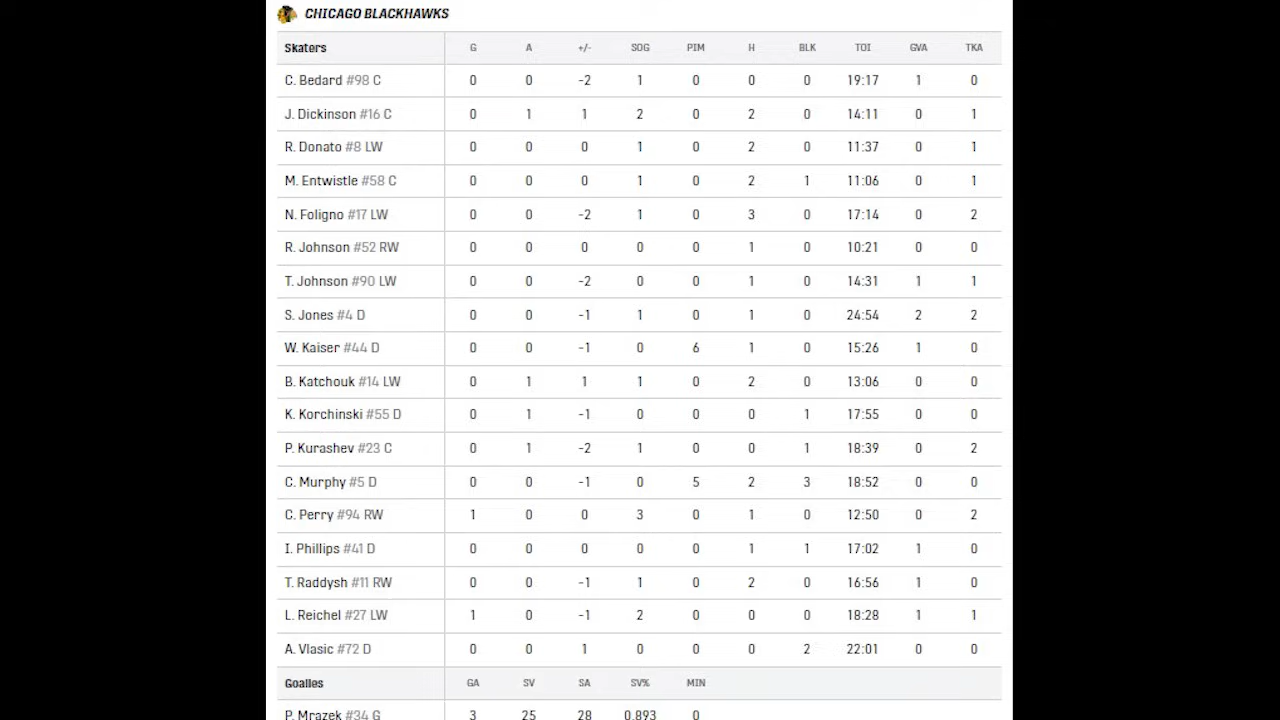 CHICAGO BLACKHAWKS
Skaters G A +/- SOG PIM H BLK TOI GVA TKA
C. Bedard #98 C 0 0 -2 1 0 0 0 19:17 1 0
J. Dickinson #16 C 0 1 1 2 0 2 0 14:11 0 1
R. Donato #8 LW 0 0 0 1 0 2 0 11:37 0 1
M. Entwistle #58 C 0 0 0 1 0 2 1 11:06 0 1
N. Foligno #17 LW 0 0 -2 1 0 3 0 17:14 0 2
R. Johnson #52 RW 0 0 0 0 0 1 0 10:21 0 0
T. Johnson #90 LW 0 0 -2 0 0 1 0 14:31 1 1
S. Jones #4 D 0 0 -1 1 0 1 0 24:54 2 2
W. Kaiser #44 D 0 0 -1 0 6 1 0 15:26 1 0
B. Katchouk #14 LW 0 1 1 1 0 2 0 13:06 0 0
K. Korchinski #55 D 0 1 -1 0 0 0 1 17:55 0 0
P. Kurashev #23 C 0 1 -2 1 0 0 1 18:39 0 2
C. Murphy #5 D 0 0 -1 0 5 2 3 18:52 0 0
C. Perry #94 RW 1 0 0 3 0 1 0 12:50 0 2
I. Phillips #41 D 0 0 0 0 0 1 1 17:02 1 0
T. Raddysh #11 RW 0 0 -1 1 0 2 0 16:56 1 0
L. Reichel #27 LW 1 0 -1 2 0 0 0 18:28 1 1
A. Vlasic #72 D 0 0 1 0 0 0 2 22:01 0 0
Goalies GA SV SA SV% MIN
P. Mrazek #34 G 3 25 28 0.893 0